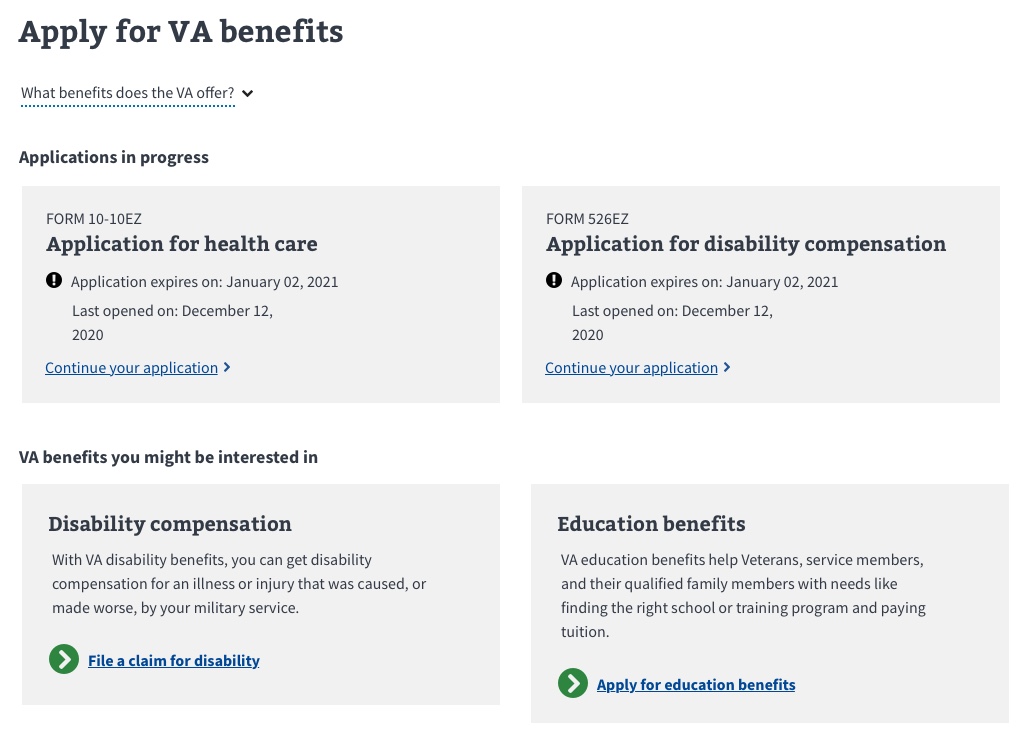 Apply for VA benefits
What benefits does the VA offer?
Applications in progress
FORM 10-10EZ
Application for health care
Application expires on: January 02, 2021
Last opened on: December 12,
2020
Continue your application
FORM 526EZ
Application for disability compensation
Application expires on: January 02, 2021
Last opened on: December 12,
2020
Continue your application
VA benefits you might be interested in
Disability compensation
With VA disability benefits, you can get disability
compensation for an illness or injury that was caused, or
made worse, by your military service.
File a claim for disability
Education benefits
VA education benefits help Veterans, service members,
and their qualified family members with needs like
finding the right school or training program and paying
tuition.
Apply for education benefits